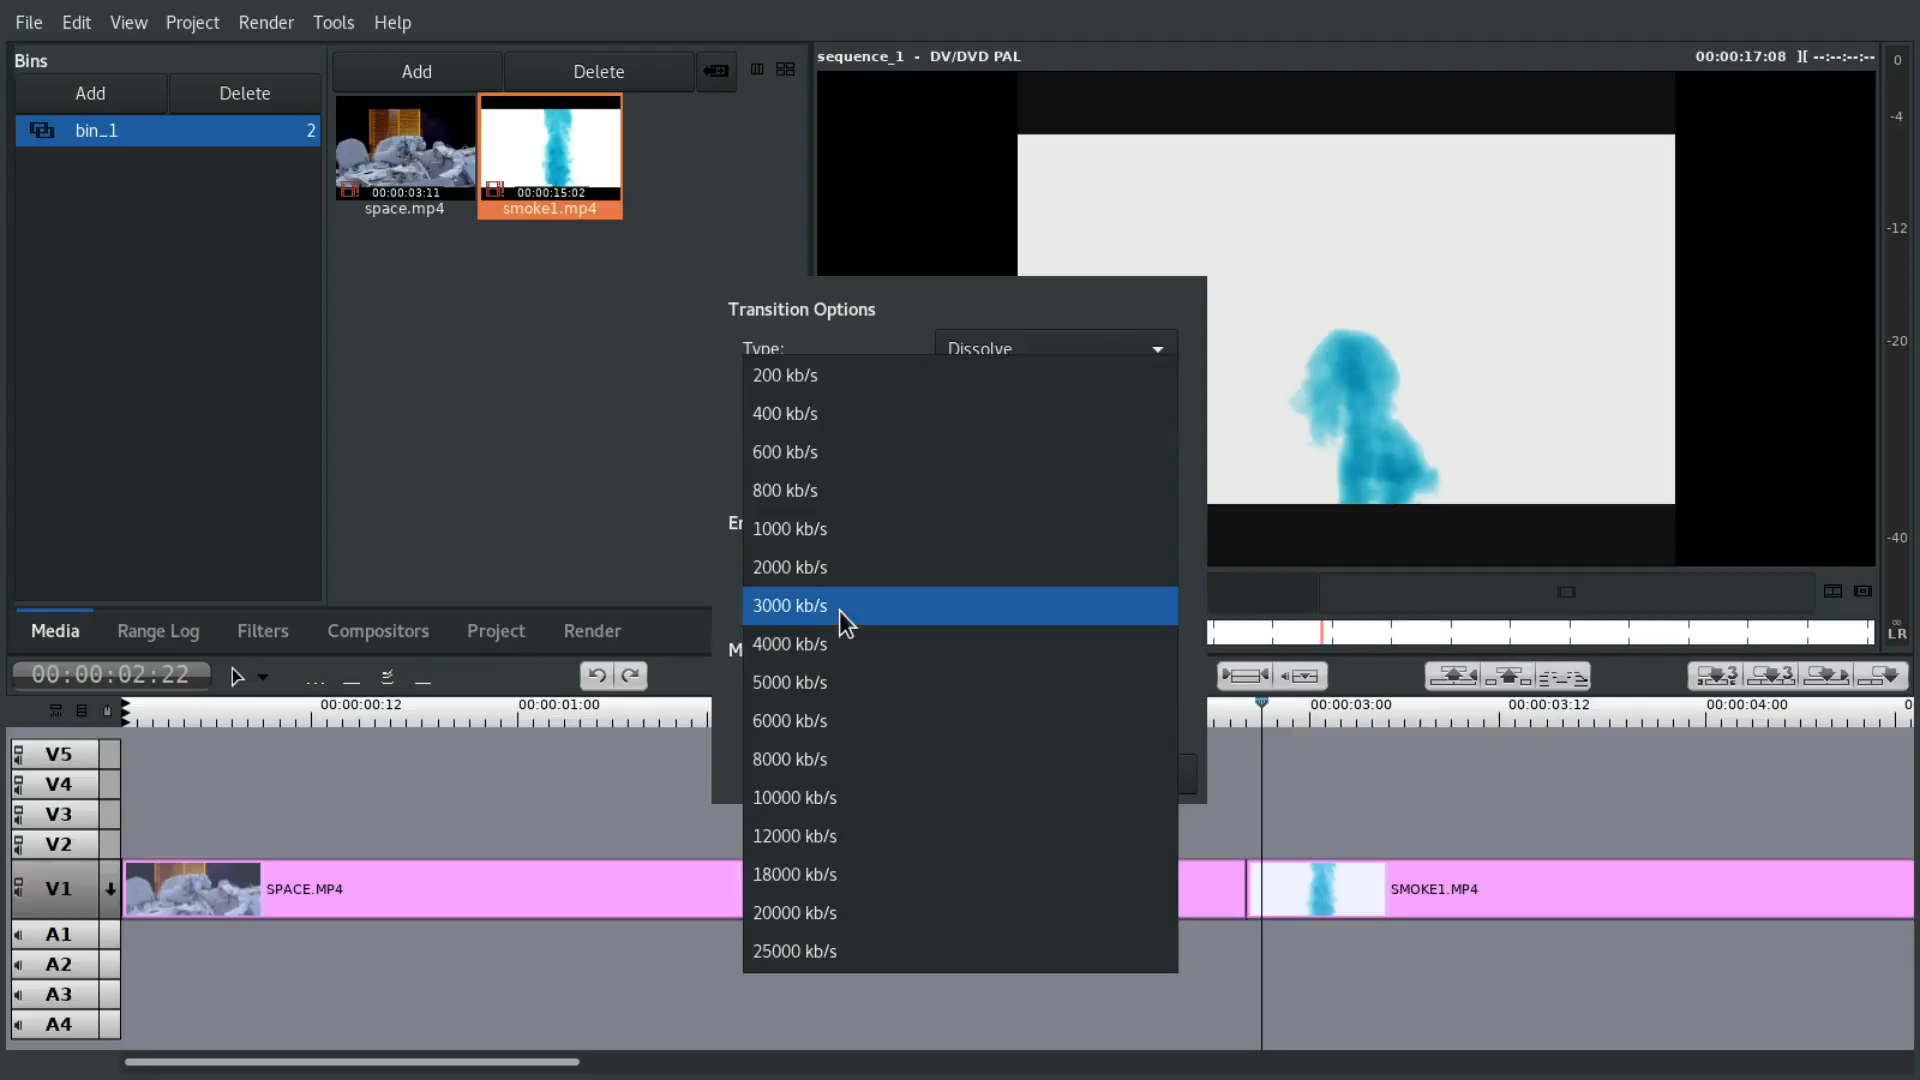 File Edit View Project Render Tools Help
Bins
Add Delete
bin_1 2
Add Delete
00:00:03:11
space.mp4
00:00:15:02
smoke1.mp4
sequence_1 - DV/DVD PAL 00:00:17:08 ][ --:--:--:--
0
-4
-12
-20
-40
∞
LR
Transition Options
Type: Dissolve
200 kb/s
400 kb/s
600 kb/s
800 kb/s
1000 kb/s
2000 kb/s
3000 kb/s
4000 kb/s
5000 kb/s
6000 kb/s
8000 kb/s
10000 kb/s
12000 kb/s
18000 kb/s
20000 kb/s
25000 kb/s
Media Range Log Filters Compositors Project Render
00:00:02:22
00:00:00:12 00:00:01:00 00:00:03:00 00:00:03:12 00:00:04:00
V5
V4
V3
V2
V1 SPACE.MP4 SMOKE1.MP4
A1
A2
A3
A4